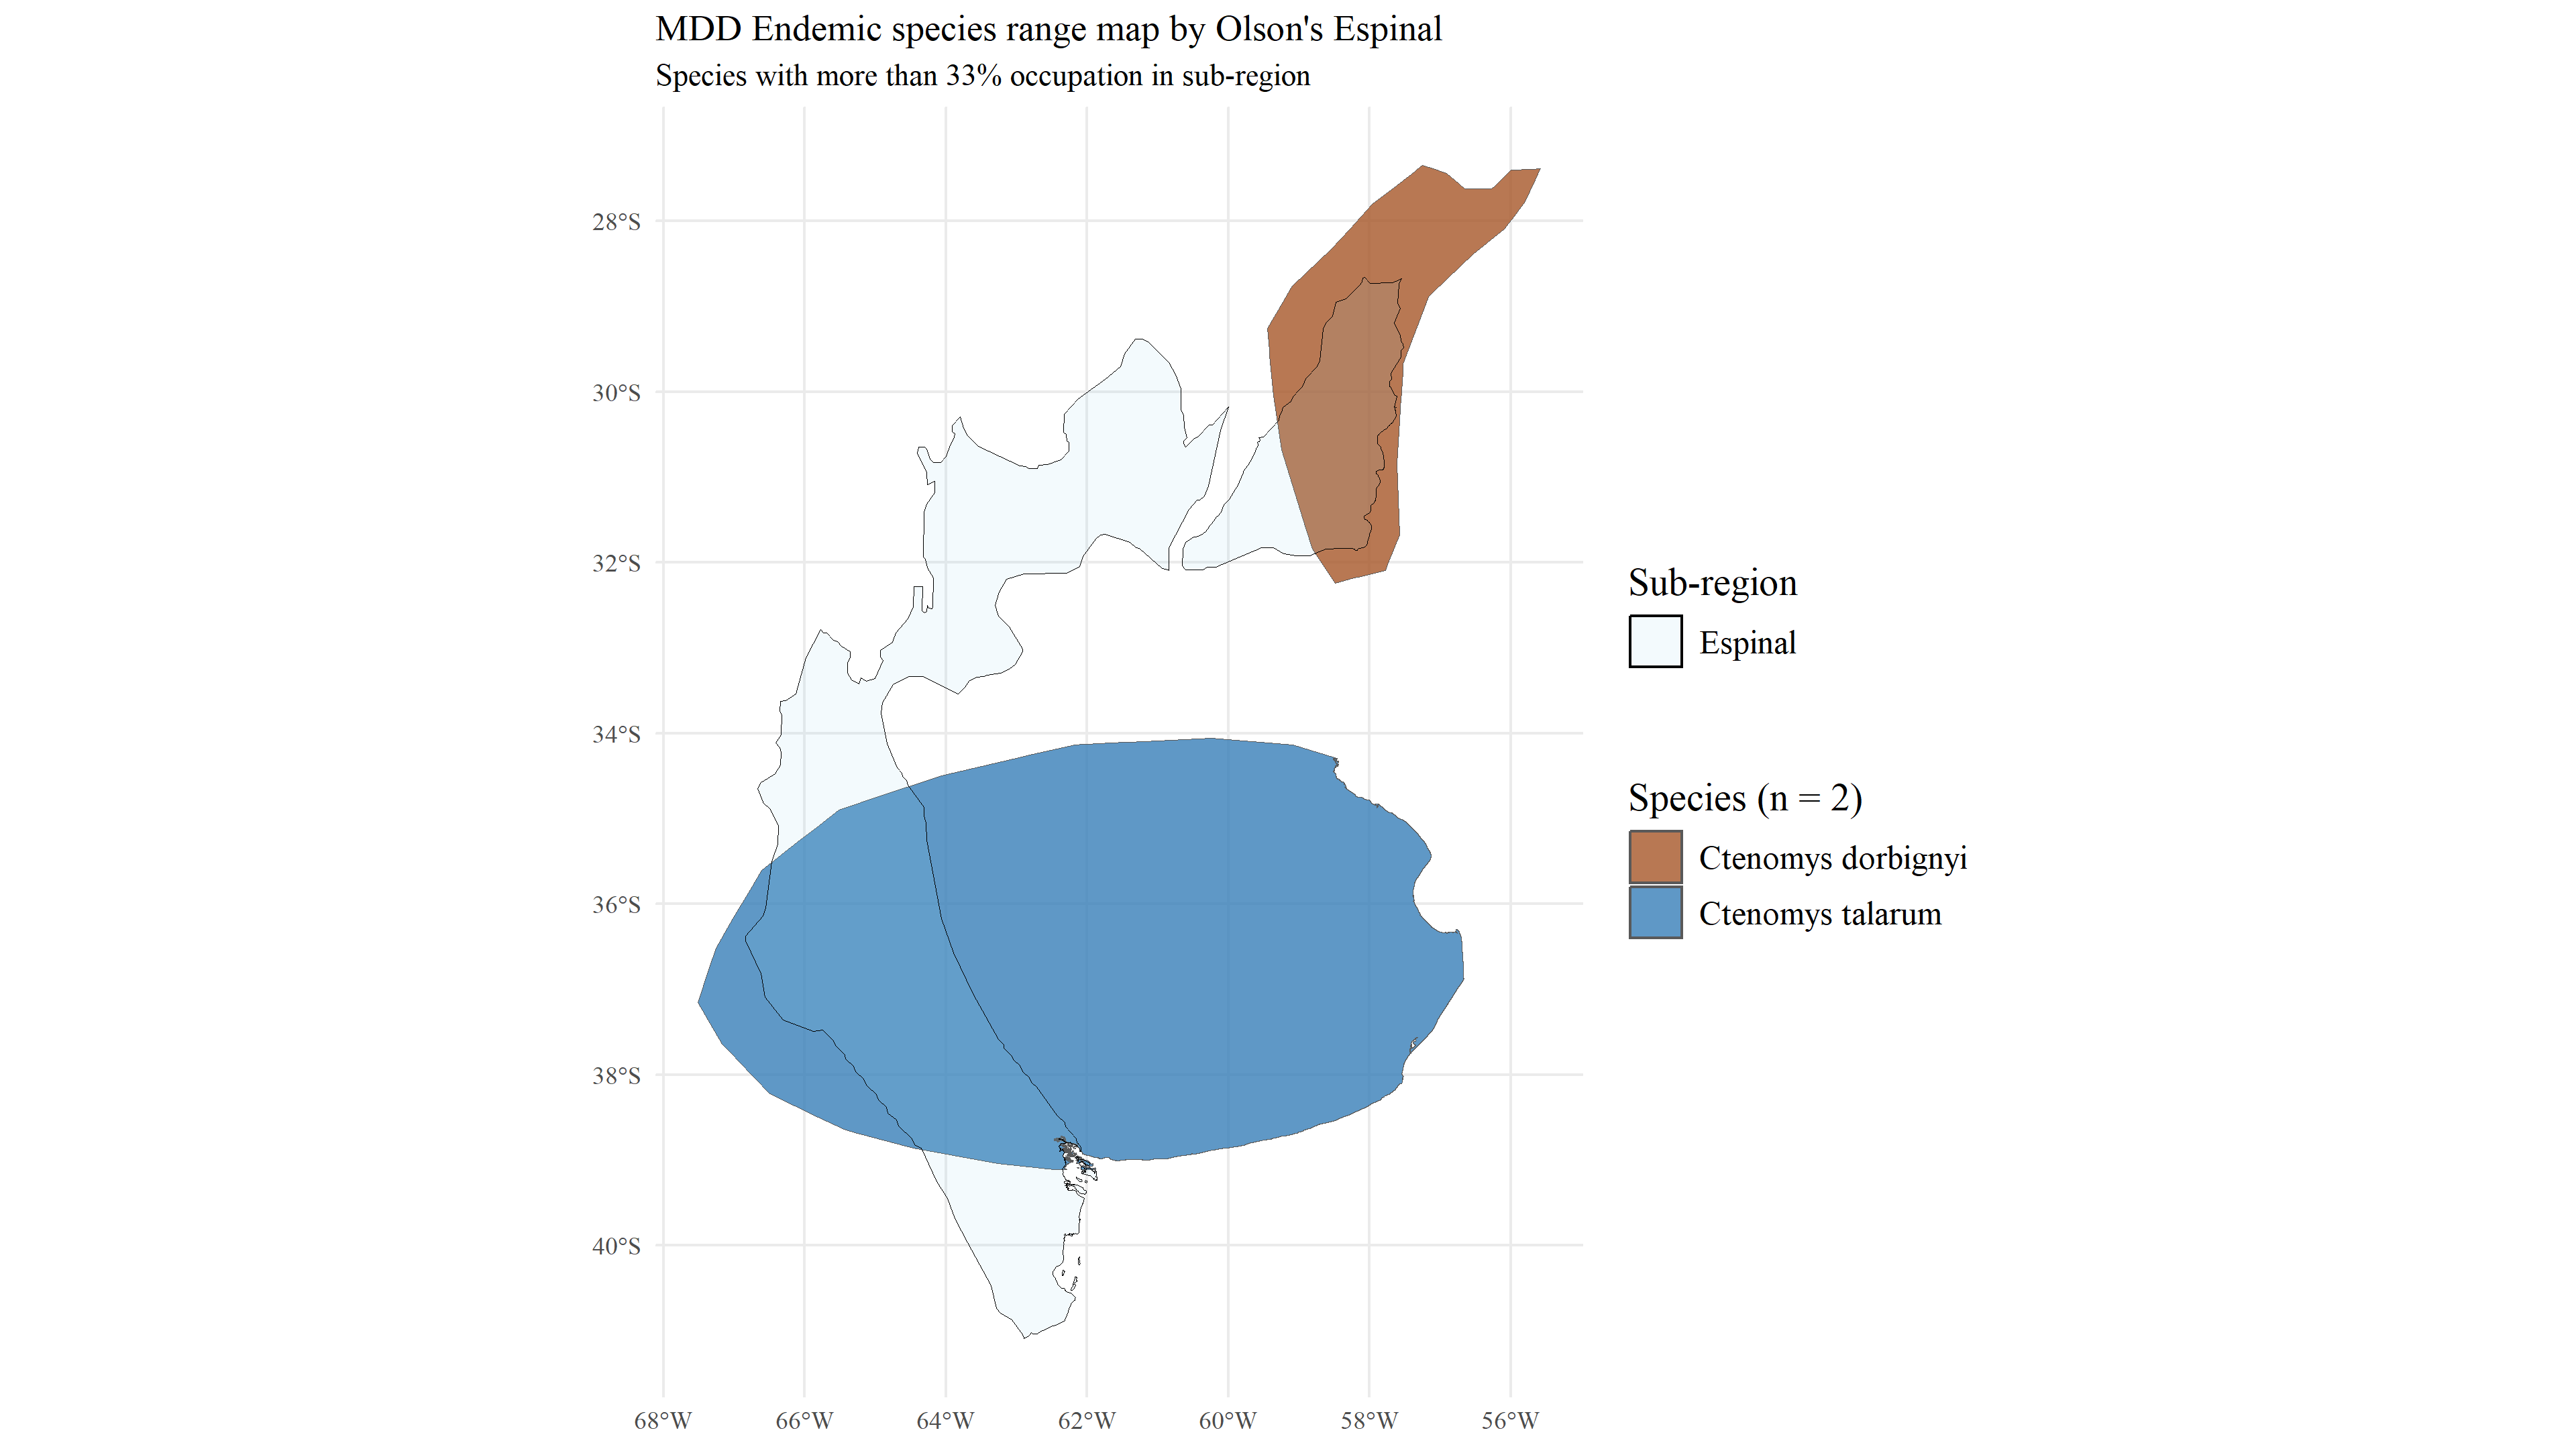 MDD Endemic species range map by Olson's Espinal
Species with more than 33% occupation in sub-region
28°S
30°S
32°S
34°S
36°S
38°S
40°S
68°W
66°W
64°W
62°W
60°W
58°W
56°W
Sub-region
Espinal
Species (n = 2)
Ctenomys dorbignyi
Ctenomys talarum